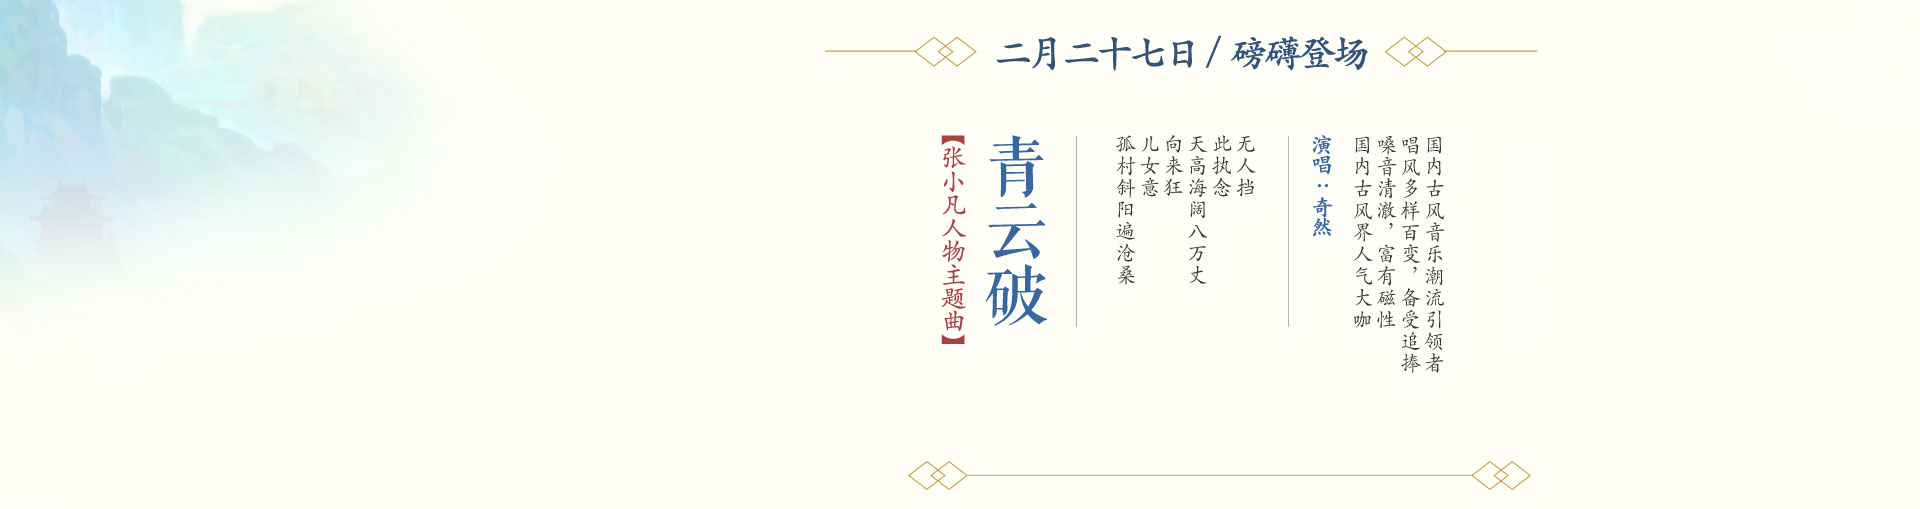 二月二十七日/磅礴登场
国内古风音乐潮流引领者
唱风多样百变，备受追捧
嗓音清澈，富有磁性
国内古风界人气大咖
演唱：奇然
无人挡
此执念
天高海阔八万丈
向来狂
儿女意
孤村斜阳遍沧桑
青云破
【张小凡人物主题曲】